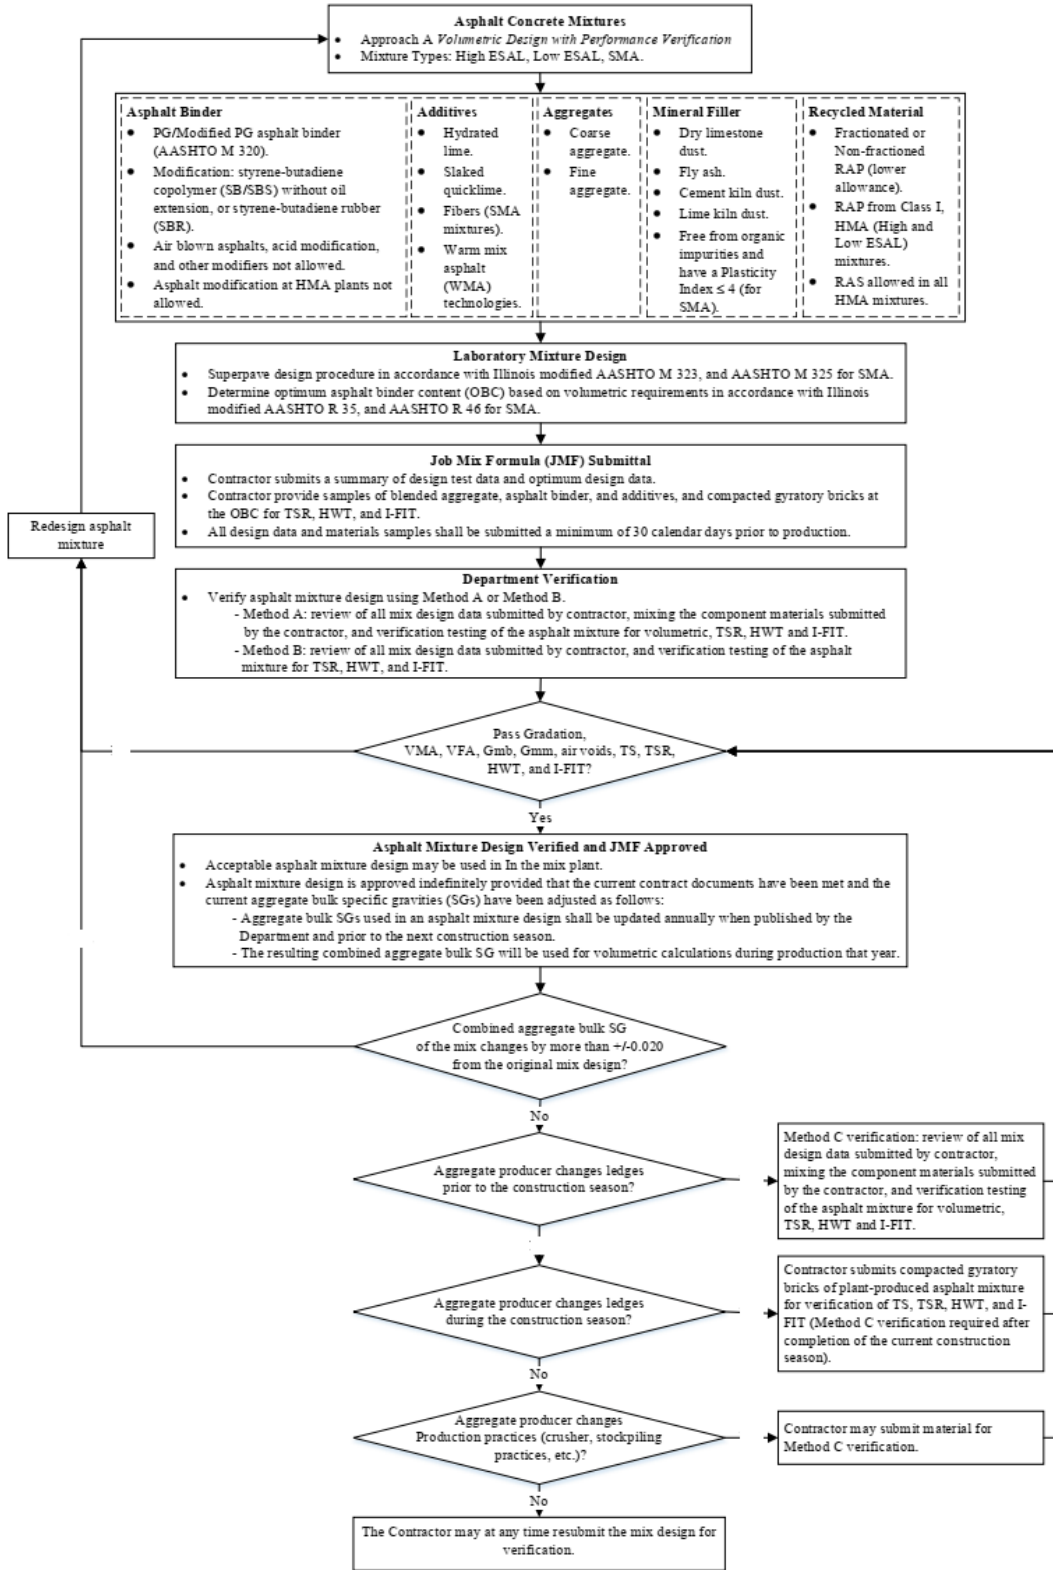 Asphalt Concrete Mixtures
• Approach A Volumetric Design with Performance Verification
• Mixture Types: High ESAL, Low ESAL, SMA.
Asphalt Binder
• PG/Modified PG asphalt binder
(AASHTO M 320).
• Modification: styrene-butadiene
copolymer (SB/SBS) without oil
extension, or styrene-butadiene rubber
(SBR).
• Air blown asphalts, acid modification,
and other modifiers not allowed.
• Asphalt modification at HMA plants not
allowed.
Additives
• Hydrated
lime.
• Slaked
quicklime.
• Fibers (SMA
mixtures).
• Warm mix
asphalt
(WMA)
technologies.
Aggregates
• Coarse
aggregate.
• Fine
aggregate.
Mineral Filler
• Dry limestone
dust.
• Fly ash.
• Cement kiln dust.
• Lime kiln dust.
• Free from organic
impurities and
have a Plasticity
Index ≤ 4 (for
SMA).
Recycled Material
• Fractionated or
Non-fractioned
RAP (lower
allowance).
• RAP from Class I,
HMA (High and
Low ESAL)
mixtures.
• RAS allowed in all
HMA mixtures.
Laboratory Mixture Design
• Superpave design procedure in accordance with Illinois modified AASHTO M 323, and AASHTO M 325 for SMA.
• Determine optimum asphalt binder content (OBC) based on volumetric requirements in accordance with Illinois
modified AASHTO R 35, and AASHTO R 46 for SMA.
Job Mix Formula (JMF) Submittal
• Contractor submits a summary of design test data and optimum design data.
• Contractor provide samples of blended aggregate, asphalt binder, and additives, and compacted gyratory bricks at
the OBC for TSR, HWT, and I-FIT.
• All design data and materials samples shall be submitted a minimum of 30 calendar days prior to production.
Redesign asphalt
mixture
Department Verification
• Verify asphalt mixture design using Method A or Method B.
- Method A: review of all mix design data submitted by contractor, mixing the component materials submitted
by the contractor, and verification testing of the asphalt mixture for volumetric, TSR, HWT and I-FIT.
- Method B: review of all mix design data submitted by contractor, and verification testing of the asphalt
mixture for TSR, HWT, and I-FIT.
Pass Gradation,
VMA, VFA, Gmb, Gmm, air voids, TS, TSR,
HWT, and I-FIT?
Yes
Asphalt Mixture Design Verified and JMF Approved
• Acceptable asphalt mixture design may be used in In the mix plant.
• Asphalt mixture design is approved indefinitely provided that the current contract documents have been met and the
current aggregate bulk specific gravities (SGs) have been adjusted as follows:
- Aggregate bulk SGs used in an asphalt mixture design shall be updated annually when published by the
Department and prior to the next construction season.
- The resulting combined aggregate bulk SG will be used for volumetric calculations during production that year.
Combined aggregate bulk SG
of the mix changes by more than +/-0.020
from the original mix design?
No
Aggregate producer changes ledges
prior to the construction season?
Method C verification: review of all mix
design data submitted by contractor,
mixing the component materials submitted
by the contractor, and verification testing
of the asphalt mixture for volumetric,
TSR, HWT and I-FIT.
Aggregate producer changes ledges
during the construction season?
Contractor submits compacted gyratory
bricks of plant-produced asphalt mixture
for verification of TS, TSR, HWT, and I-
FIT (Method C verification required after
completion of the current construction
season).
No
Aggregate producer changes
Production practices (crusher, stockpiling
practices, etc.)?
Contractor may submit material for
Method C verification.
No
The Contractor may at any time resubmit the mix design for
verification.